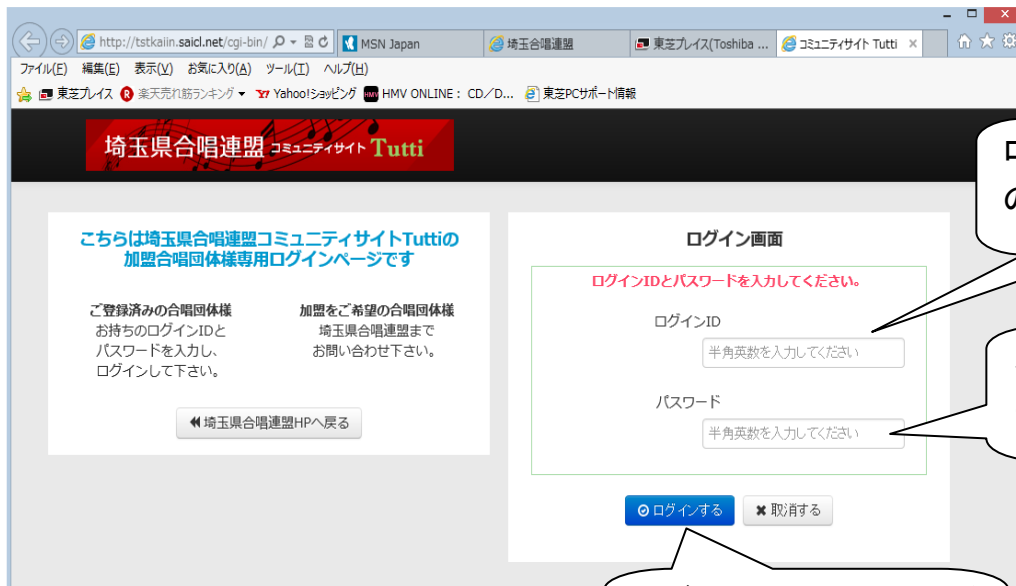 http://tstkaiin.saicl.net/cgi-bin/
MSN Japan
埼玉合唱連盟
東芝プレイス(Toshiba ...
コミュニティサイト Tutti
ファイル(F) 編集(E) 表示(V) お気に入り(A) ツール(T) ヘルプ(H)
東芝プレイス 楽天売れ筋ランキング Yahoo!ショッピング HMV ONLINE : CD/D... 東芝PCサポート情報
埼玉県合唱連盟 コミュニティサイト Tutti
こちらは埼玉県合唱連盟コミュニティサイトTuttiの
加盟合唱団体様専用ログインページです
ご登録済みの合唱団体様
お持ちのログインIDと
パスワードを入力し、
ログインして下さい。
加盟をご希望の合唱団体様
埼玉県合唱連盟まで
お問い合わせ下さい。
埼玉県合唱連盟HPへ戻る
ログイン画面
ログインIDとパスワードを入力してください。
ログインID
半角英数を入力してください
パスワード
半角英数を入力してください
ログインする
取消する
の